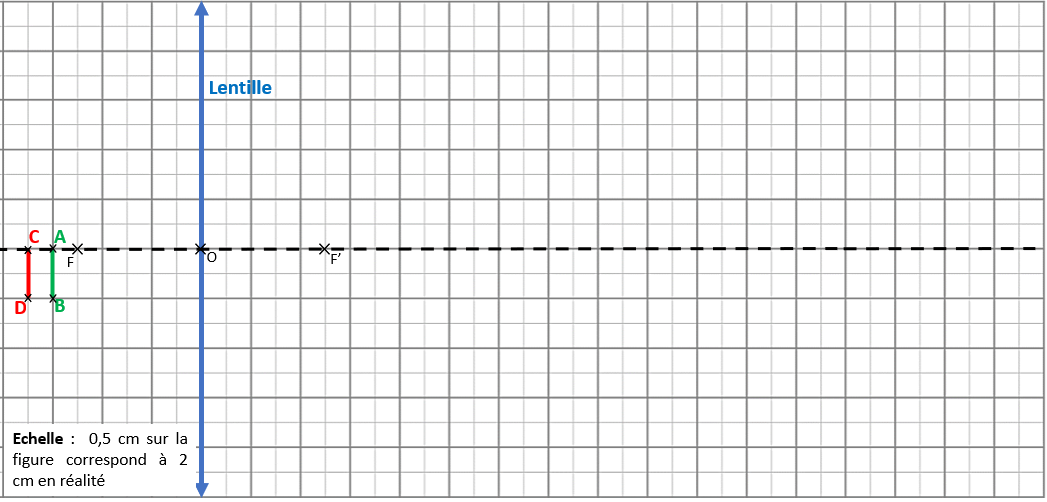 Lentille
C A
F O F'
D B
Echelle : 0,5 cm sur la
figure correspond à 2
cm en réalité